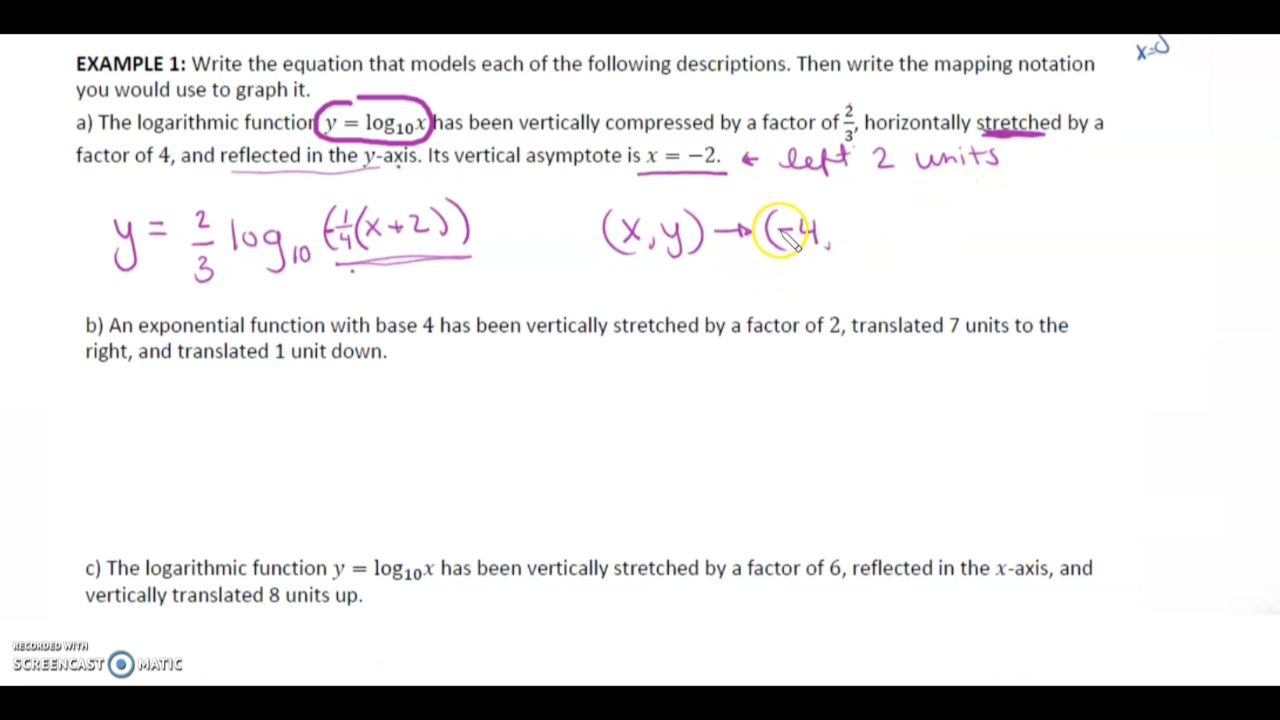 x=0
EXAMPLE 1: Write the equation that models each of the following descriptions. Then write the mapping notation
you would use to graph it.
a) The logarithmic function y = log₁₀x has been vertically compressed by a factor of 2/3, horizontally stretched by a
factor of 4, and reflected in the y-axis. Its vertical asymptote is x = −2. ← left 2 units
y = 2/3 log₁₀ (-1/4(x+2)) (x,y) → (-4,
b) An exponential function with base 4 has been vertically stretched by a factor of 2, translated 7 units to the
right, and translated 1 unit down.
c) The logarithmic function y = log₁₀x has been vertically stretched by a factor of 6, reflected in the x-axis, and
vertically translated 8 units up.
RECORDED WITH
SCREENCAST MATIC